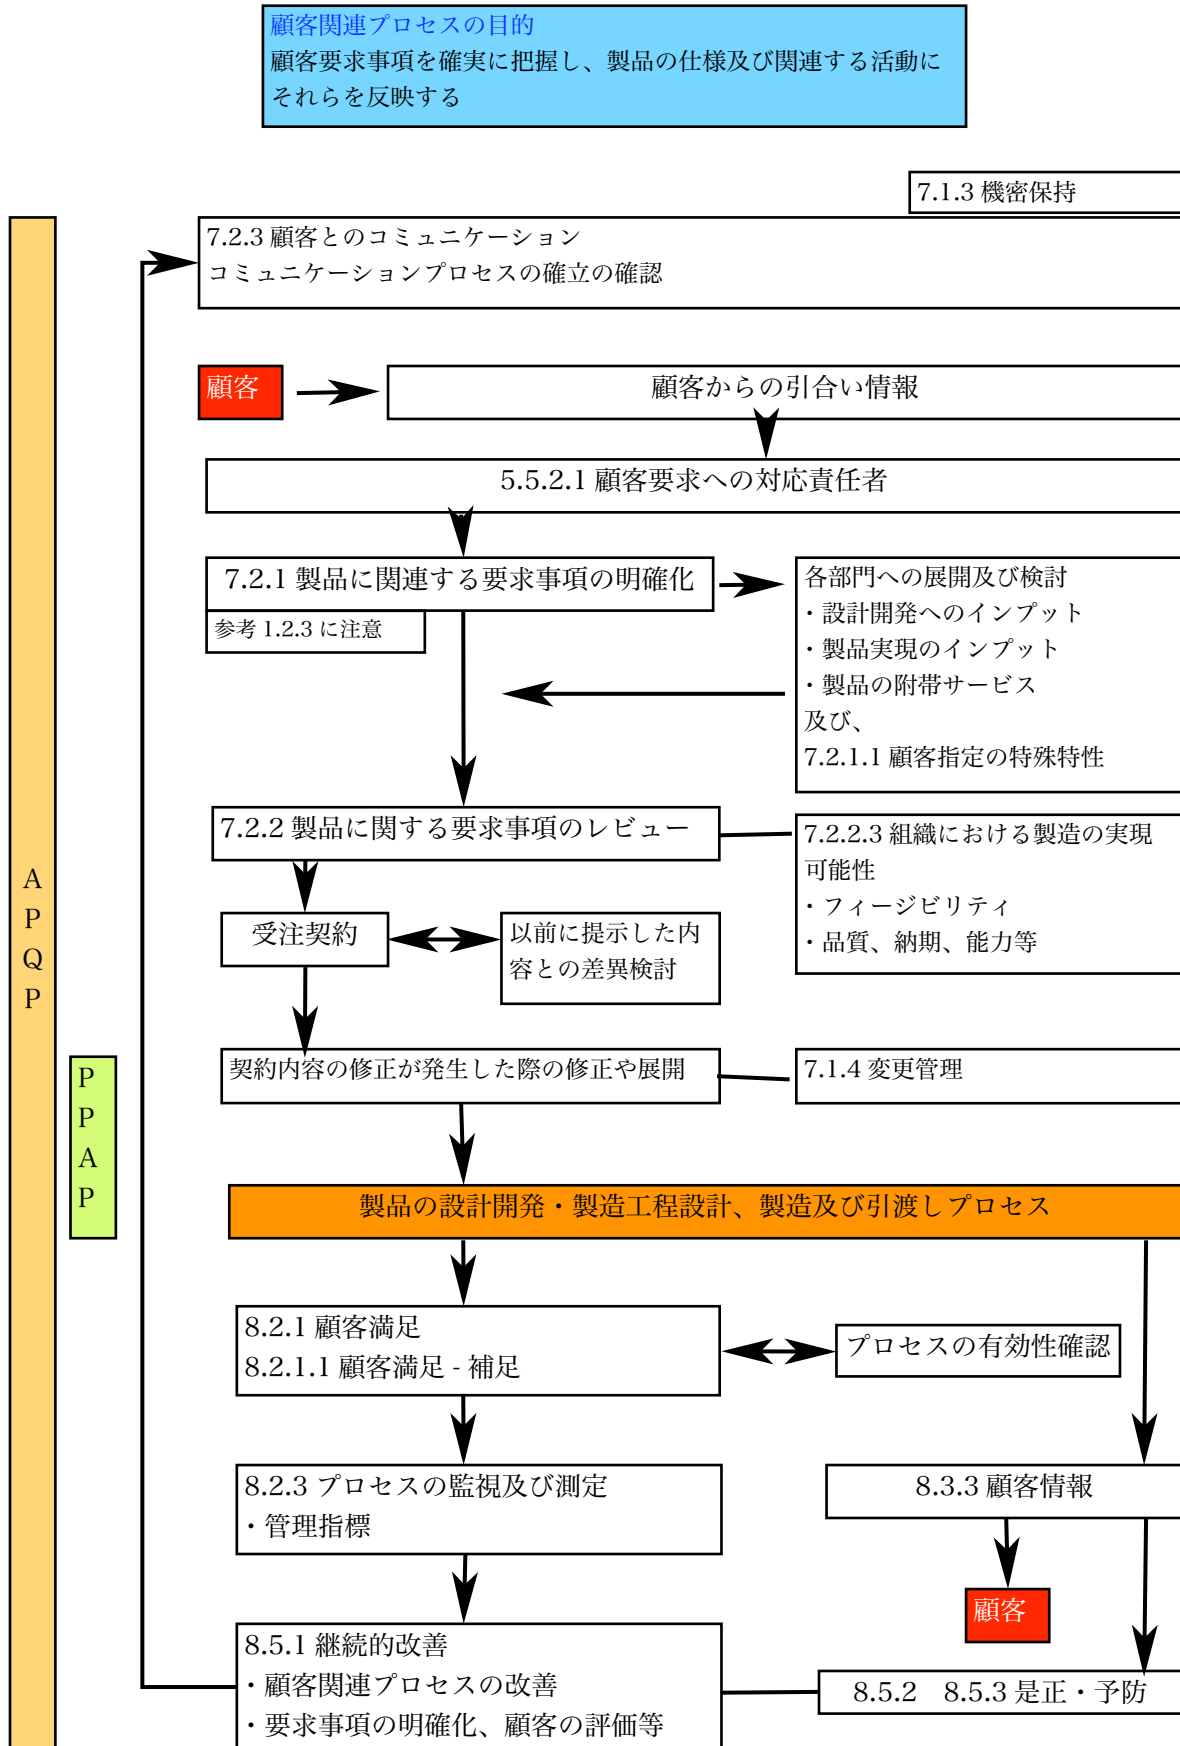 顧客関連プロセスの目的
顧客要求事項を確実に把握し、製品の仕様及び関連する活動に
それらを反映する
7.1.3 機密保持
7.2.3 顧客とのコミュニケーション
コミュニケーションプロセスの確立の確認
顧客
顧客からの引合い情報
5.5.2.1 顧客要求への対応責任者
7.2.1 製品に関連する要求事項の明確化
参考 1.2.3 に注意
各部門への展開及び検討
・設計開発へのインプット
・製品実現のインプット
・製品の附帯サービス
及び、
7.2.1.1 顧客指定の特殊特性
7.2.2 製品に関する要求事項のレビュー
7.2.2.3 組織における製造の実現
可能性
・フィージビリティ
・品質、納期、能力等
受注契約
以前に提示した内
容との差異検討
契約内容の修正が発生した際の修正や展開
7.1.4 変更管理
A
P
Q
P
P
P
A
P
製品の設計開発・製造工程設計、製造及び引渡しプロセス
8.2.1 顧客満足
8.2.1.1 顧客満足 - 補足
プロセスの有効性確認
8.2.3 プロセスの監視及び測定
・管理指標
8.3.3 顧客情報
顧客
8.5.1 継続的改善
・顧客関連プロセスの改善
・要求事項の明確化、顧客の評価等
8.5.2　8.5.3 是正・予防